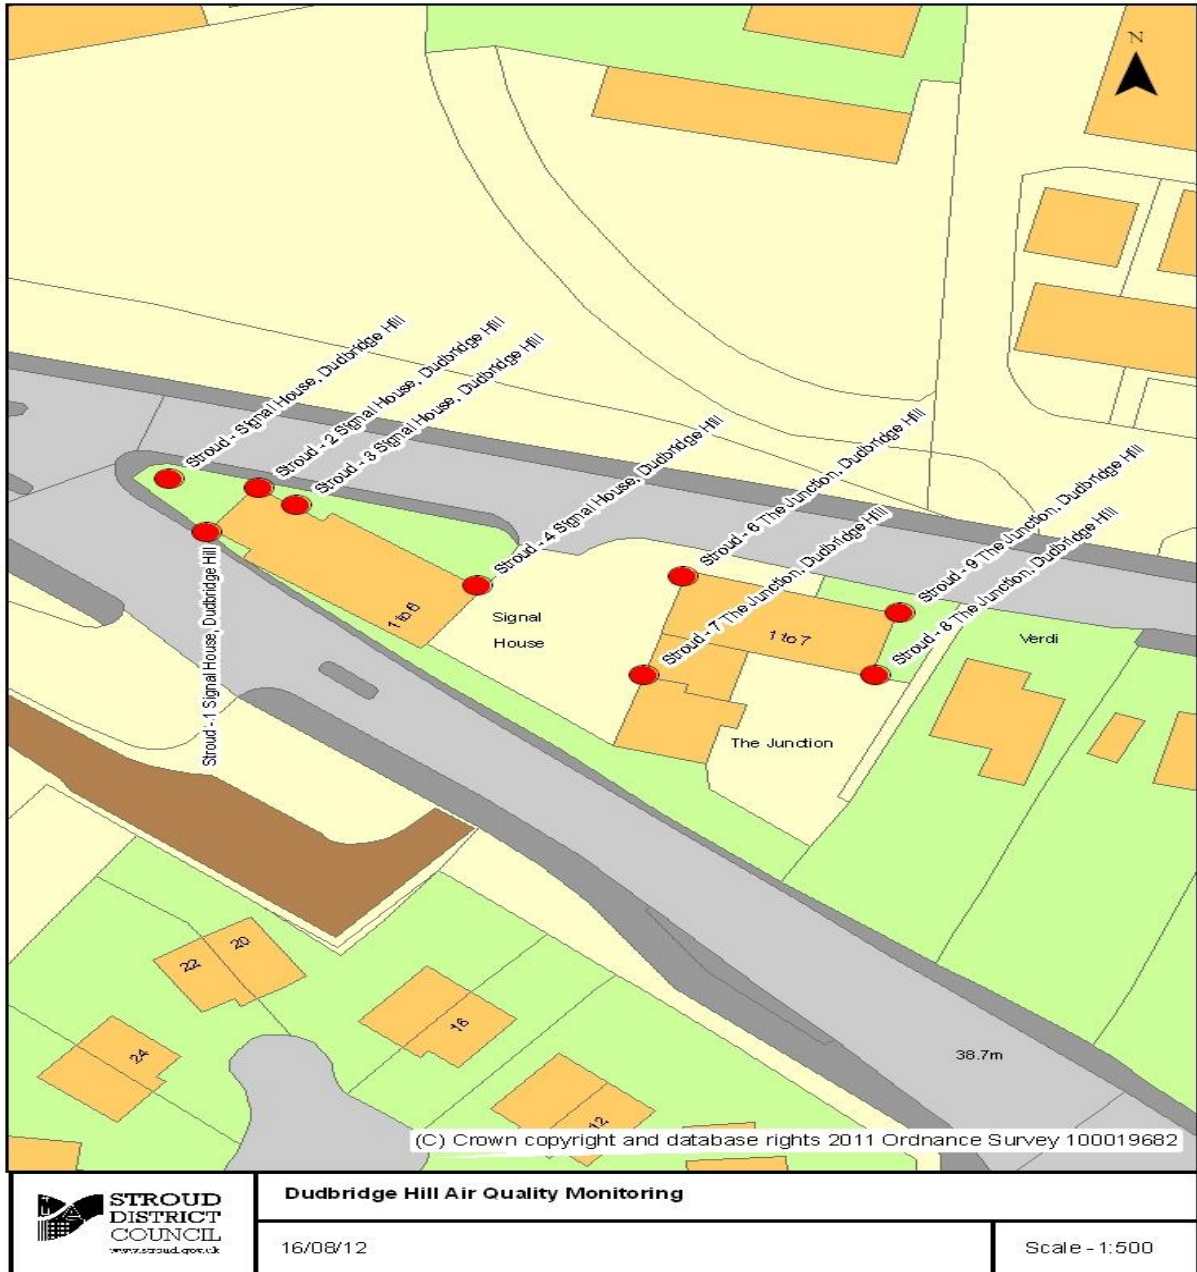 N
Stroud - Signal House, Dudbridge Hill
Stroud - 2 Signal House, Dudbridge Hill
Stroud - 3 Signal House, Dudbridge Hill
Stroud - 4 Signal House, Dudbridge Hill
Stroud - 6 The Junction, Dudbridge Hill
Stroud - 7 The Junction, Dudbridge Hill
Stroud - 9 The Junction, Dudbridge Hill
Stroud - 8 The Junction, Dudbridge Hill
Stroud - 1 Signal House, Dudbridge Hill
1 to 6
Signal
House
1 to 7
Verdi
The Junction
20
22
16
24
12
38.7m
(C) Crown copyright and database rights 2011 Ordnance Survey 100019682
STROUD
DISTRICT
COUNCIL
www.stroud.gov.uk
Dudbridge Hill Air Quality Monitoring
16/08/12
Scale - 1:500